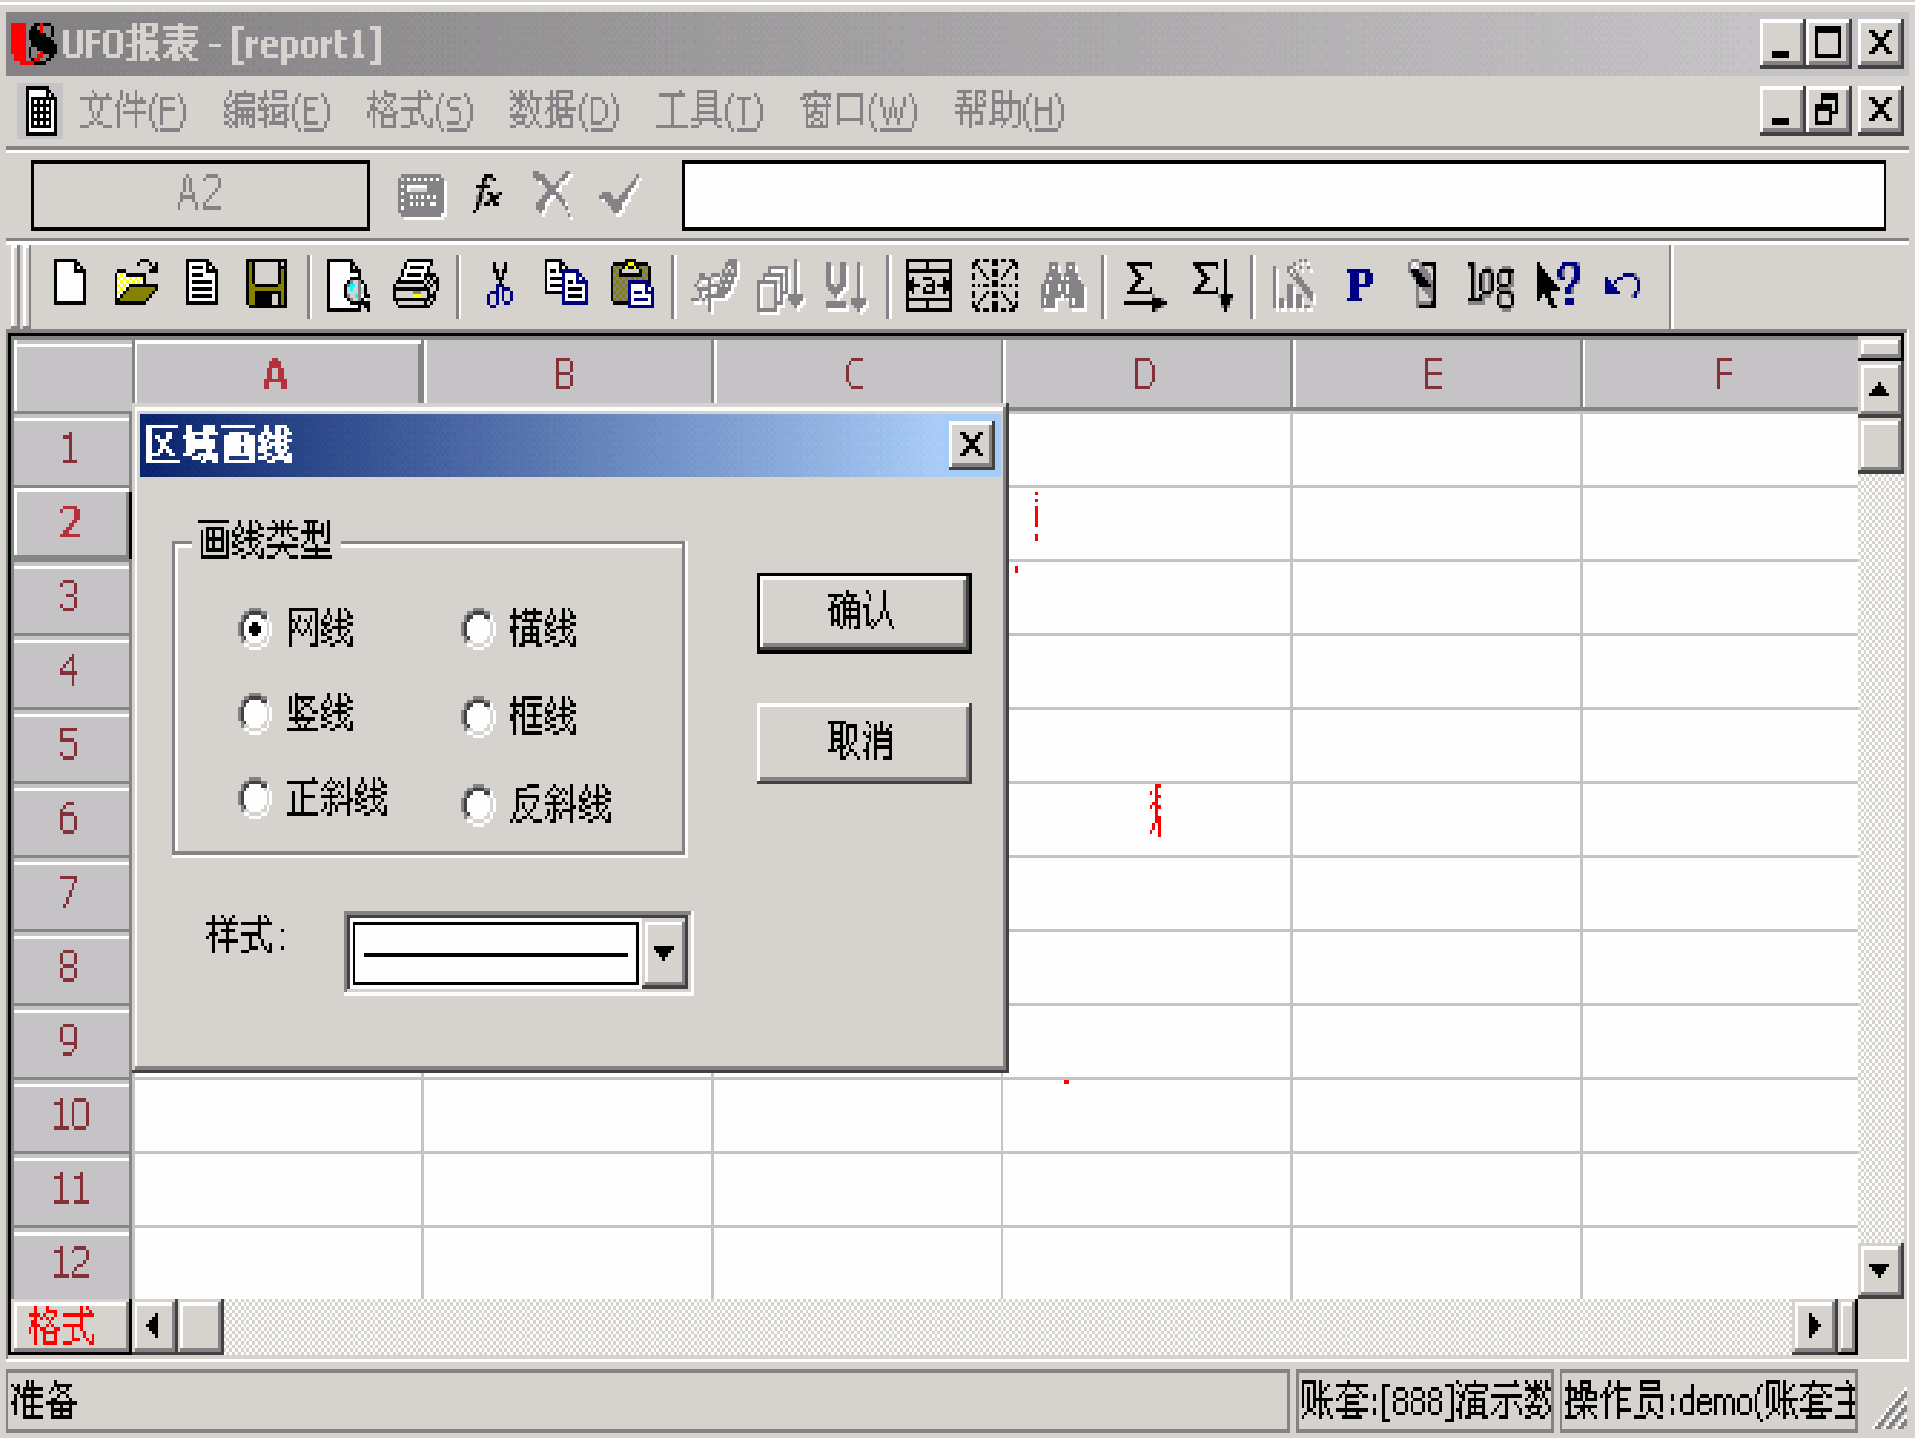 UFO报表 - [report1]
文件(F) 编辑(E) 格式(S) 数据(D) 工具(T) 窗口(W) 帮助(H)
A2 fx
Σ Σ P log ?
A B C D E F
1
区域画线
2
画线类型
3
网线 横线 确认
4
竖线 框线 取消
5
正斜线 反斜线
6
7
样式:
8
9
10
11
12
格式
准备 账套:[888]演示数 操作员:demo(账套主